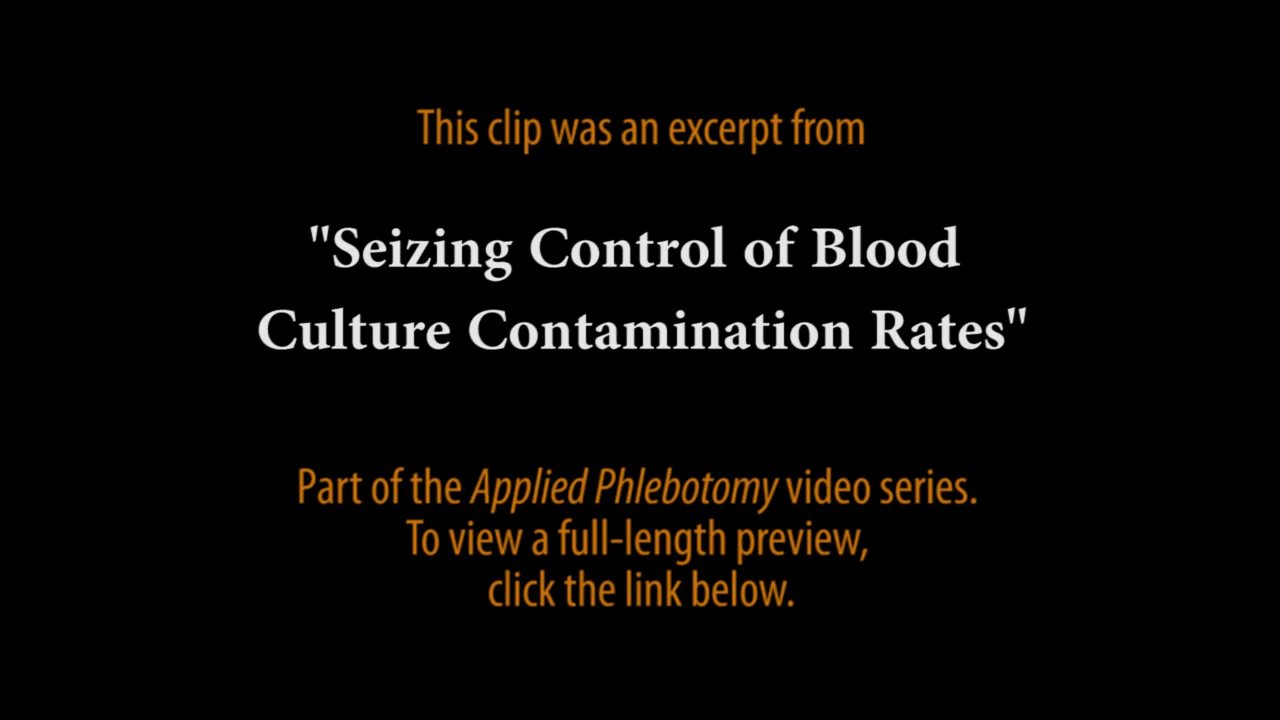 This clip was an excerpt from
"Seizing Control of Blood
Culture Contamination Rates"
Part of the Applied Phlebotomy video series.
To view a full-length preview,
click the link below.